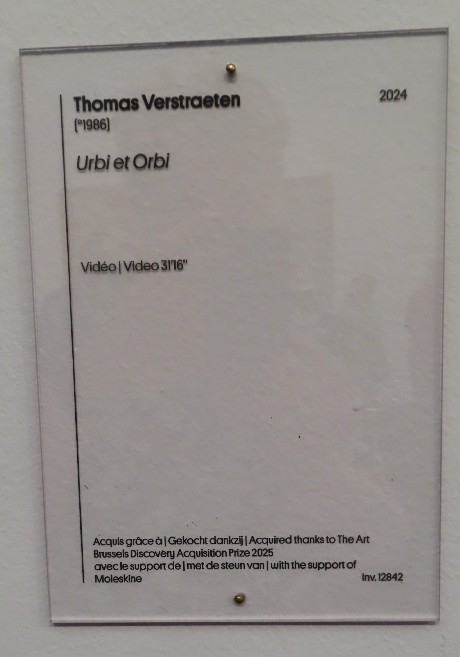 Thomas Verstraeten 2024
(°1986)
Urbi et Orbi
Vidéo | Video 31'16"
Acquis grâce à | Gekocht dankzij | Acquired thanks to The Art
Brussels Discovery Acquisition Prize 2025
avec le support de | met de steun van | with the support of
Moleskine Inv. 12842